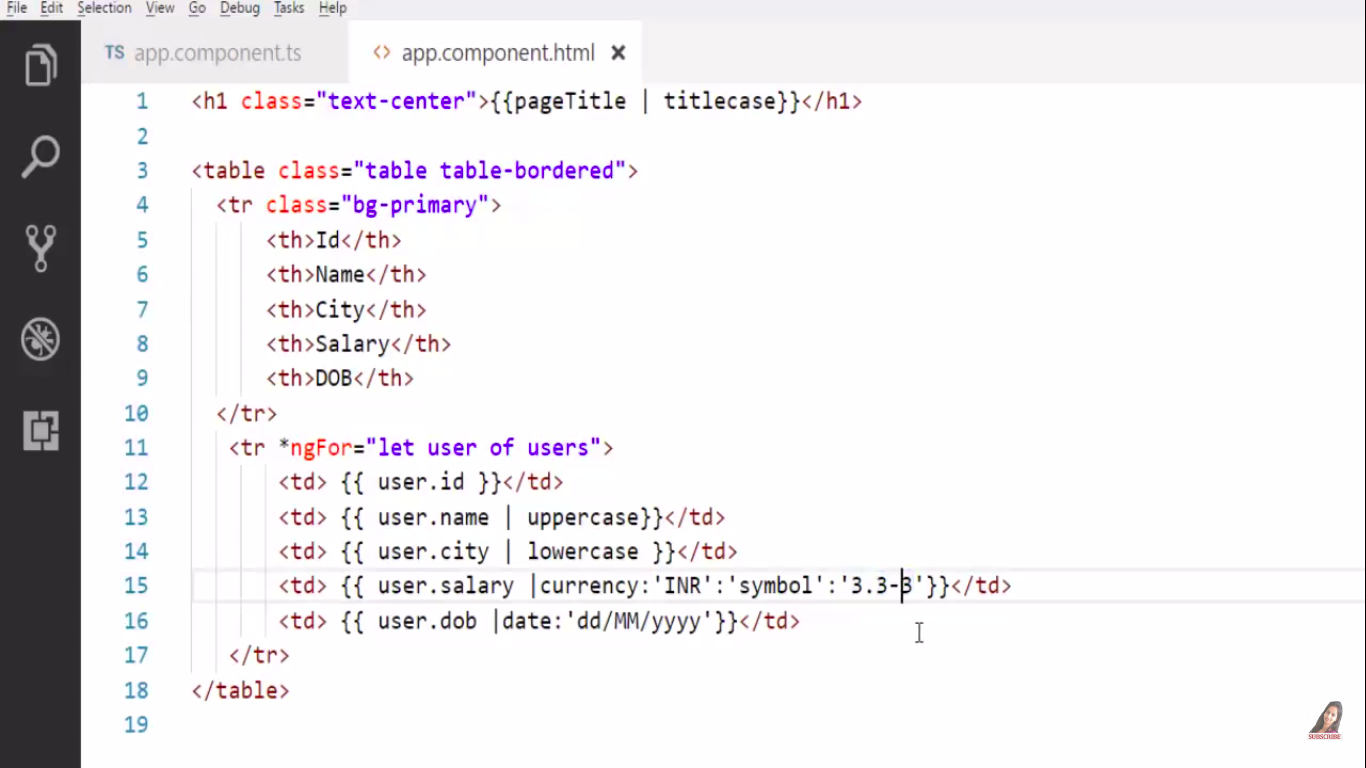 File Edit Selection View Go Debug Tasks Help
TS app.component.ts <> app.component.html ×
1 <h1 class="text-center">{{pageTitle | titlecase}}</h1>
2
3 <table class="table table-bordered">
4 <tr class="bg-primary">
5 <th>Id</th>
6 <th>Name</th>
7 <th>City</th>
8 <th>Salary</th>
9 <th>DOB</th>
10 </tr>
11 <tr *ngFor="let user of users">
12 <td> {{ user.id }}</td>
13 <td> {{ user.name | uppercase}}</td>
14 <td> {{ user.city | lowercase }}</td>
15 <td> {{ user.salary |currency:'INR':'symbol':'3.3-3'}}</td>
16 <td> {{ user.dob |date:'dd/MM/yyyy'}}</td>
17 </tr>
18 </table>
19
SUBSCRIBE